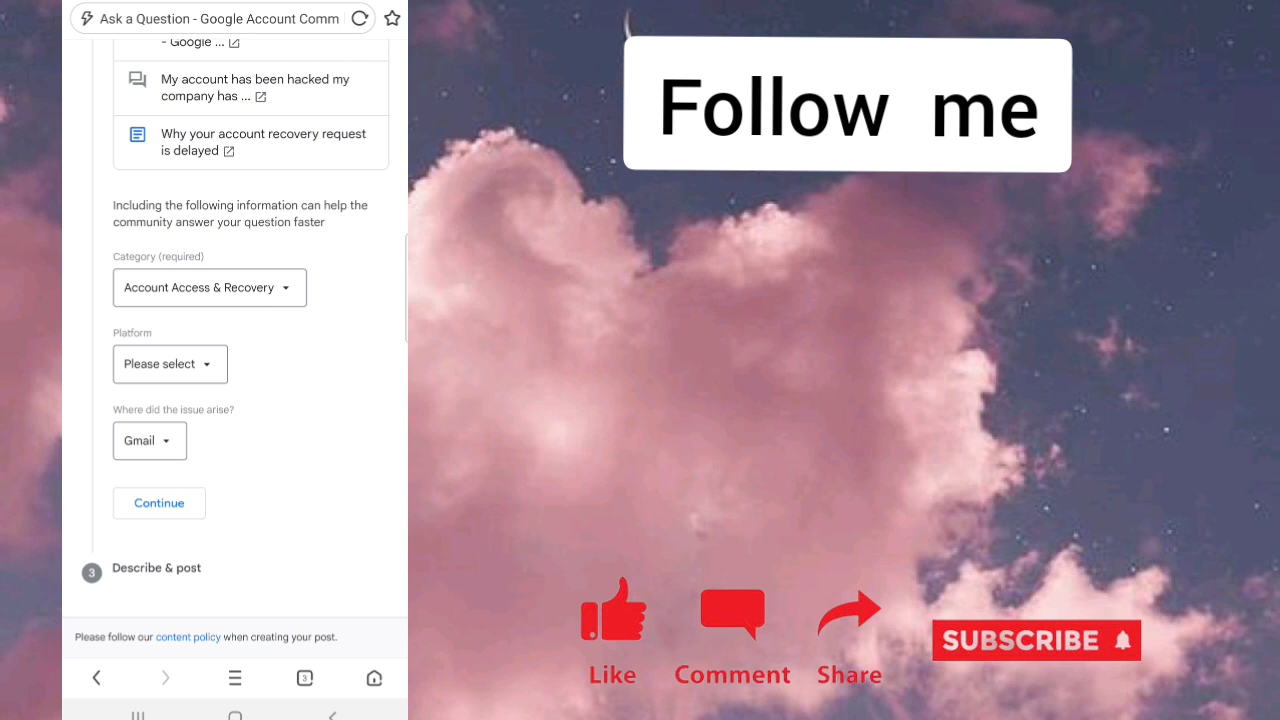 Ask a Question - Google Account Comm
- Google ...
My account has been hacked my
company has ...
Why your account recovery request
is delayed
Including the following information can help the
community answer your question faster
Category (required)
Account Access & Recovery
Platform
Please select
Where did the issue arise?
Gmail
Continue
3 Describe & post
Please follow our content policy when creating your post.
3
Follow me
Like Comment Share
SUBSCRIBE